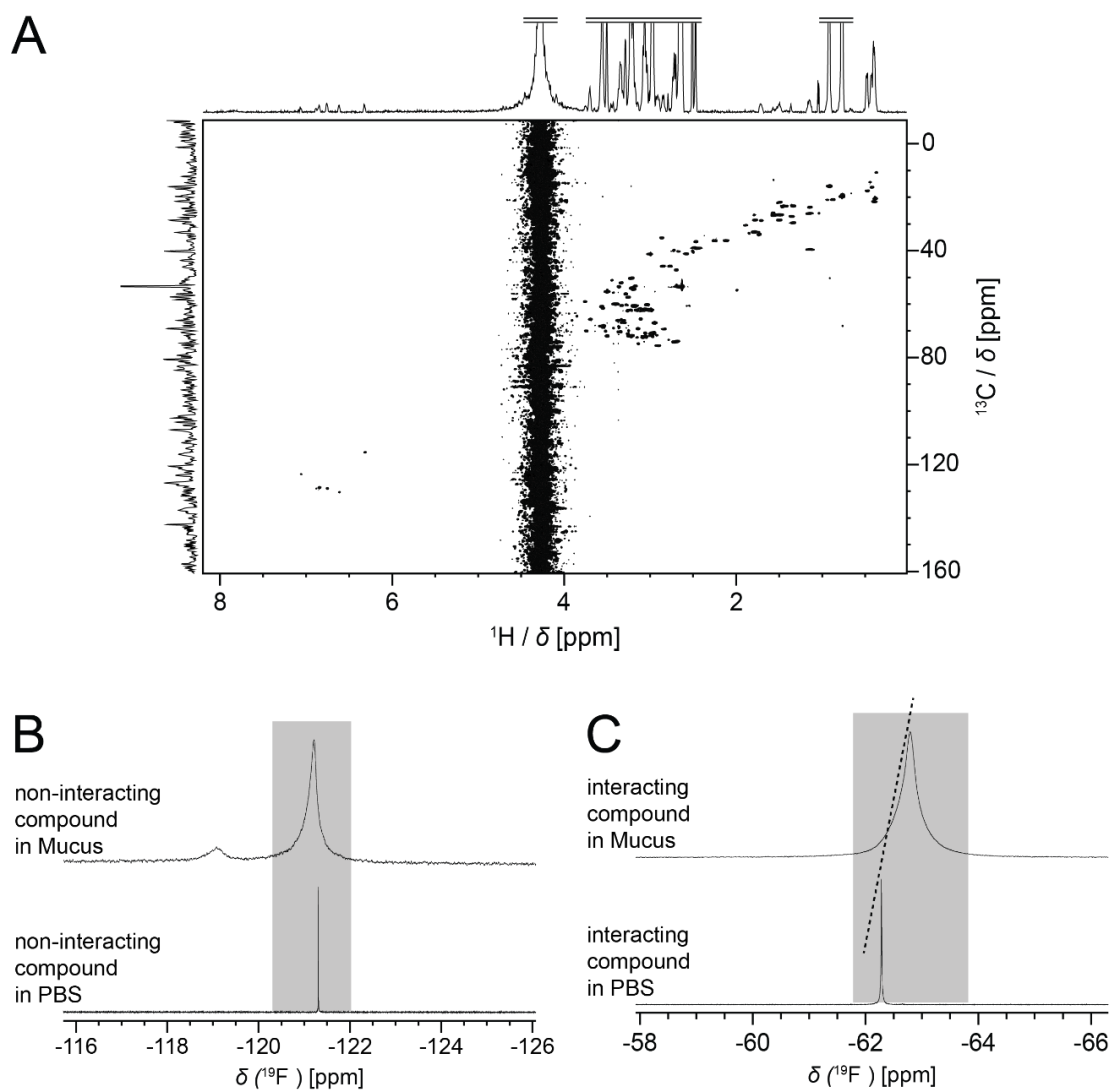 A
0
40
80
120
160
¹³C / δ [ppm]
8 6 4 2
¹H / δ [ppm]
B
non-interacting
compound
in Mucus
non-interacting
compound
in PBS
-116 -118 -120 -122 -124 -126
δ (¹⁹F ) [ppm]
C
interacting
compound
in Mucus
interacting
compound
in PBS
-58 -60 -62 -64 -66
δ (¹⁹F ) [ppm]